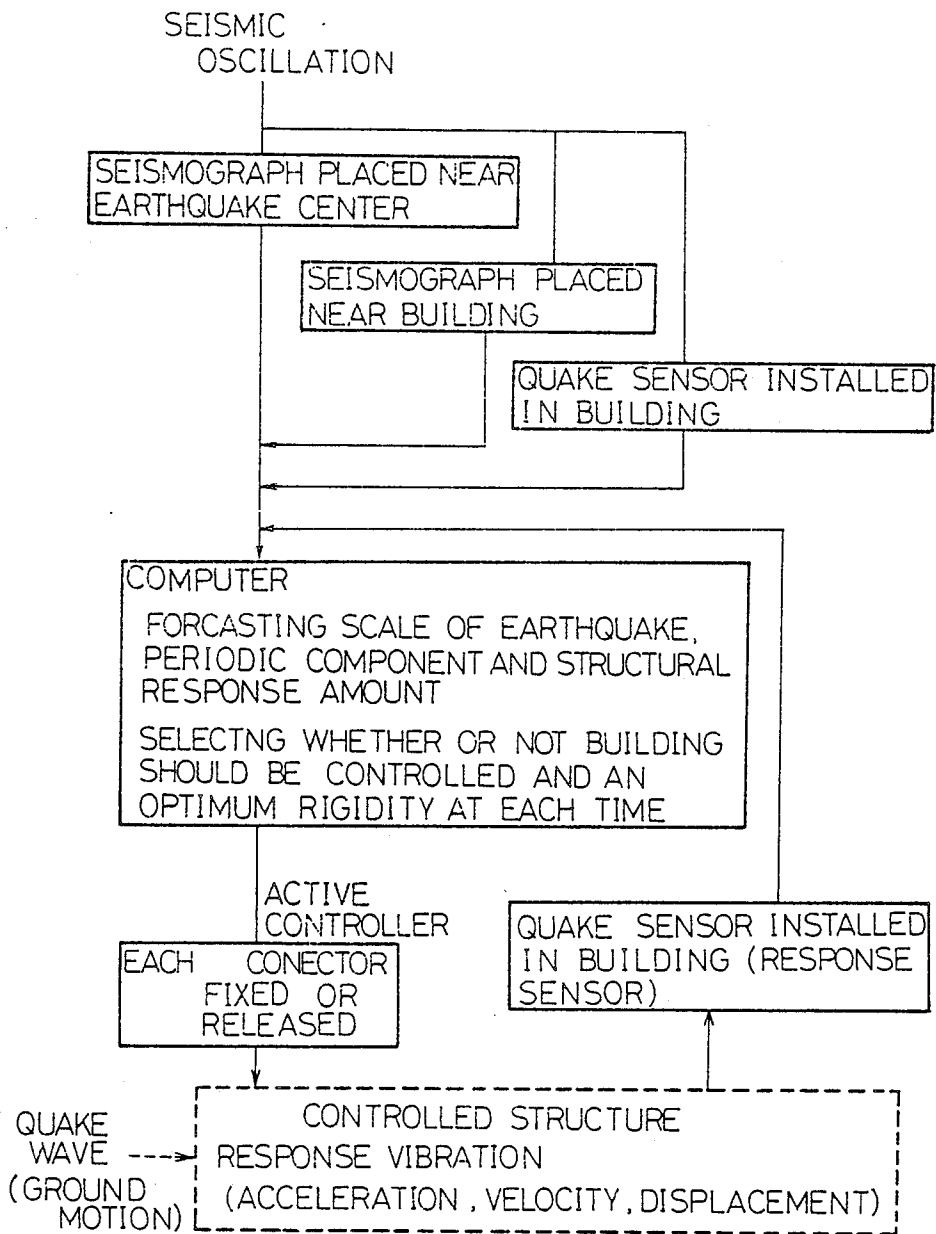 SEISMIC
OSCILLATION
SEISMOGRAPH PLACED NEAR
EARTHQUAKE CENTER
SEISMOGRAPH PLACED
NEAR BUILDING
QUAKE SENSOR INSTALLED
IN BUILDING
COMPUTER
FORCASTING SCALE OF EARTHQUAKE,
PERIODIC COMPONENT AND STRUCTURAL
RESPONSE AMOUNT
SELECTNG WHETHER OR NOT BUILDING
SHOULD BE CONTROLLED AND AN
OPTIMUM RIGIDITY AT EACH TIME
ACTIVE
CONTROLLER
EACH CONECTOR
FIXED OR
RELEASED
QUAKE SENSOR INSTALLED
IN BUILDING (RESPONSE
SENSOR)
QUAKE
WAVE
(GROUND
MOTION)
CONTROLLED STRUCTURE
RESPONSE VIBRATION
(ACCELERATION, VELOCITY, DISPLACEMENT)